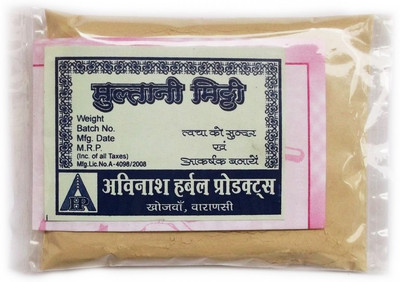 मुल्तानी मिट्टी
Weight
Batch No.
Mfg. Date
M.R.P.
(Inc. of all Taxes)
Mfg.Lic.No.A-4098/2008
त्वचा को सुन्दर
एवं
आकर्षक बनायें
अविनाश हर्बल प्रोडक्ट्स
खोजवाँ, वाराणसी